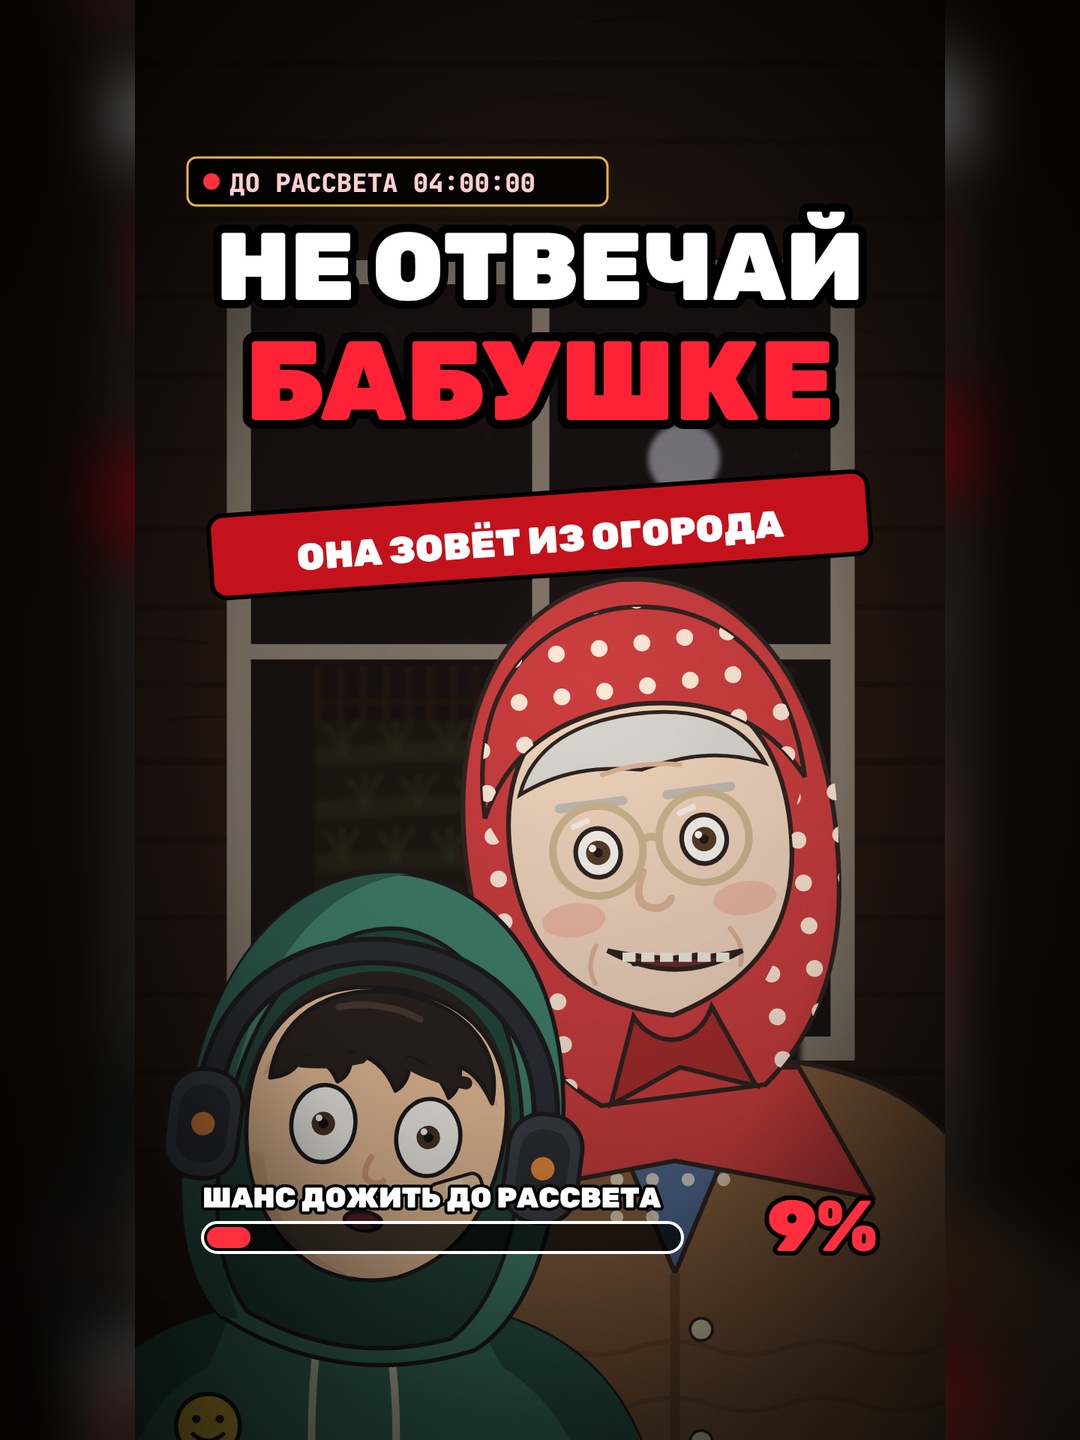 ДО РАССВЕТА 04:00:00
НЕ ОТВЕЧАЙ
БАБУШКЕ
ОНА ЗОВЁТ ИЗ ОГОРОДА
ШАНС ДОЖИТЬ ДО РАССВЕТА
9%